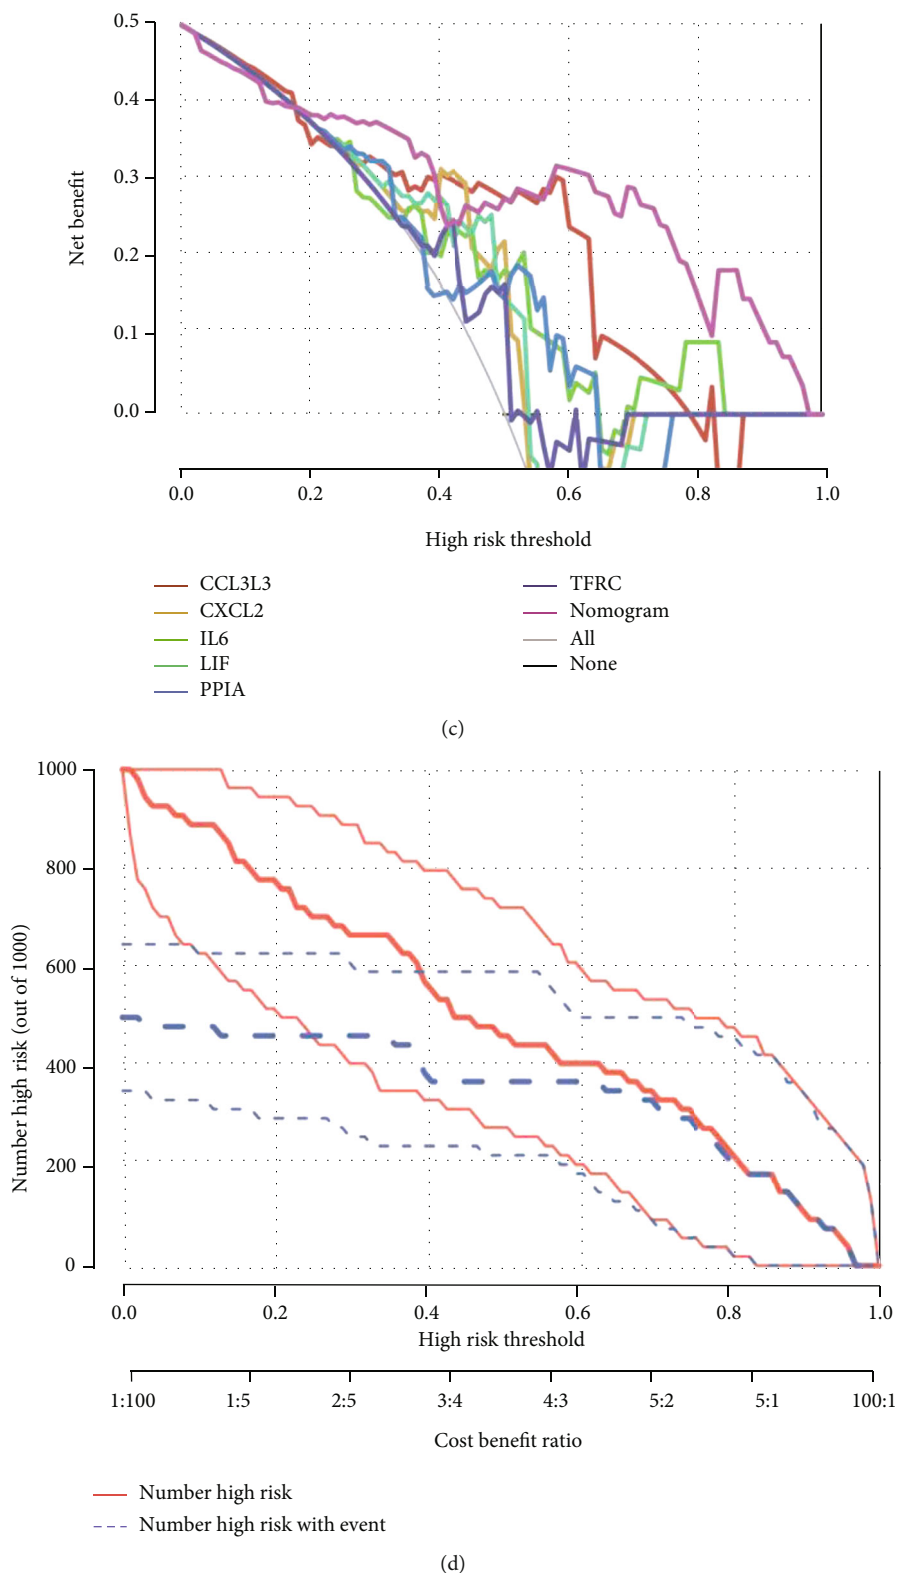 0.5
0.4
0.3
0.2
0.1
0.0
Net benefit
0.0 0.2 0.4 0.6 0.8 1.0
High risk threshold
CCL3L3
CXCL2
IL6
LIF
PPIA
TFRC
Nomogram
All
None
(c)
1000
800
600
400
200
0
Number high risk (out of 1000)
0.0 0.2 0.4 0.6 0.8 1.0
High risk threshold
1:100 1:5 2:5 3:4 4:3 5:2 5:1 100:1
Cost benefit ratio
Number high risk
Number high risk with event
(d)